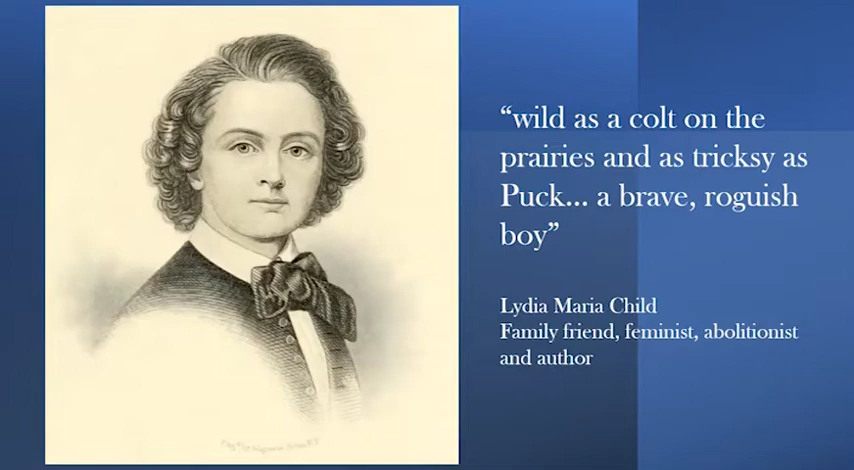 “wild as a colt on the
prairies and as tricksy as
Puck... a brave, roguish
boy”
Lydia Maria Child
Family friend, feminist, abolitionist
and author